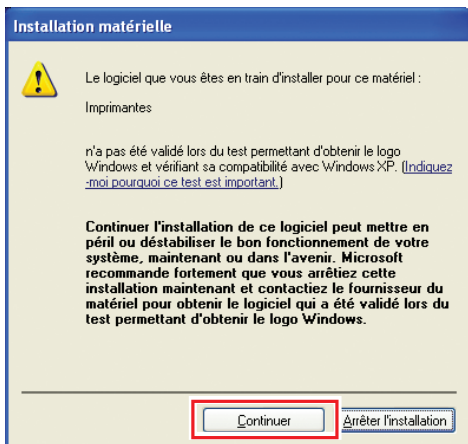 Installation matérielle
Le logiciel que vous êtes en train d'installer pour ce matériel :
Imprimantes
n'a pas été validé lors du test permettant d'obtenir le logo
Windows et vérifiant sa compatibilité avec Windows XP. (Indiquez
-moi pourquoi ce test est important.)
Continuer l'installation de ce logiciel peut mettre en
péril ou déstabiliser le bon fonctionnement de votre
système, maintenant ou dans l'avenir. Microsoft
recommande fortement que vous arrêtiez cette
installation maintenant et contactiez le fournisseur du
matériel pour obtenir le logiciel qui a été validé lors du
test permettant d'obtenir le logo Windows.
Continuer
Arrêter l'installation